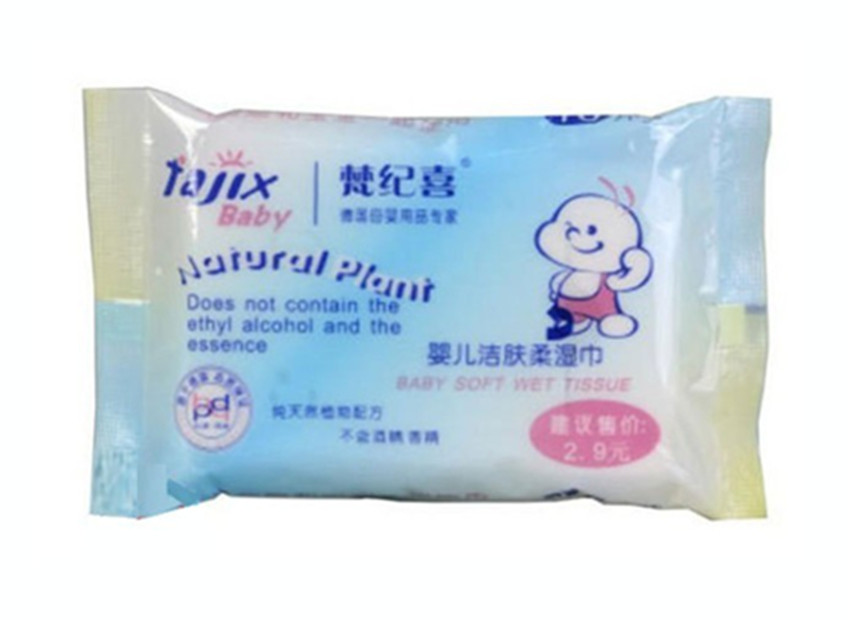 fajix
Baby
梵纪喜®
德国母婴用品专家
Natural Plant
Does not contain the
ethyl alcohol and the
essence
婴儿洁肤柔湿巾
BABY SOFT WET TISSUE
纯天然植物配方
不含酒精香精
建议售价:
2.9元